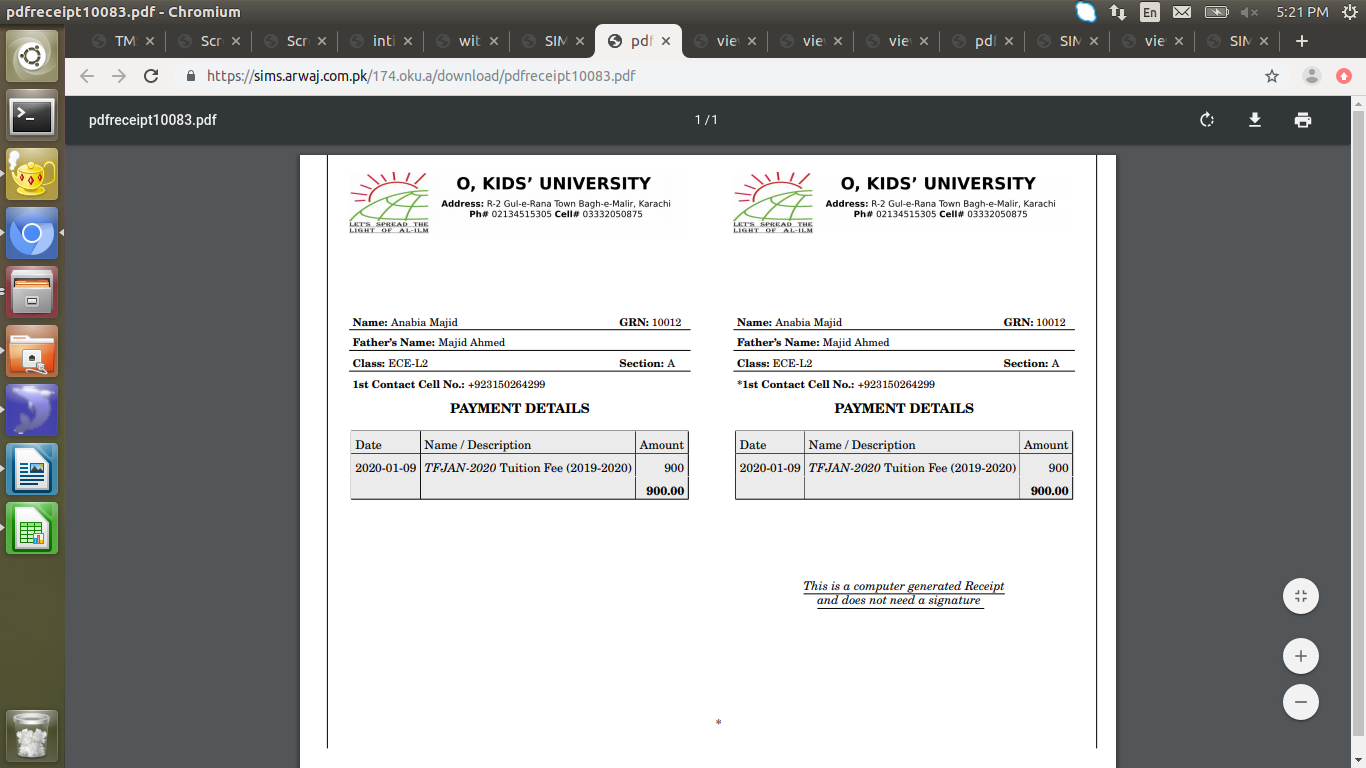 pdfreceipt10083.pdf - Chromium
En
5:21 PM
TM
Scr
Scr
inti
wit
SIM
pdf
vie
vie
vie
pdf
SIM
vie
SIM
https://sims.arwaj.com.pk/174.oku.a/download/pdfreceipt10083.pdf
pdfreceipt10083.pdf
1 / 1
O, KIDS’ UNIVERSITY
Address: R-2 Gul-e-Rana Town Bagh-e-Malir, Karachi
Ph# 02134515305 Cell# 03332050875
LET'S SPREAD THE
LIGHT OF AL-ILM
Name: Anabia Majid GRN: 10012
Father's Name: Majid Ahmed
Class: ECE-L2 Section: A
1st Contact Cell No.: +923150264299
PAYMENT DETAILS
Date Name / Description Amount
2020-01-09 TFJAN-2020 Tuition Fee (2019-2020) 900
900.00
O, KIDS’ UNIVERSITY
Address: R-2 Gul-e-Rana Town Bagh-e-Malir, Karachi
Ph# 02134515305 Cell# 03332050875
LET'S SPREAD THE
LIGHT OF AL-ILM
Name: Anabia Majid GRN: 10012
Father's Name: Majid Ahmed
Class: ECE-L2 Section: A
*1st Contact Cell No.: +923150264299
PAYMENT DETAILS
Date Name / Description Amount
2020-01-09 TFJAN-2020 Tuition Fee (2019-2020) 900
900.00
This is a computer generated Receipt
and does not need a signature
*